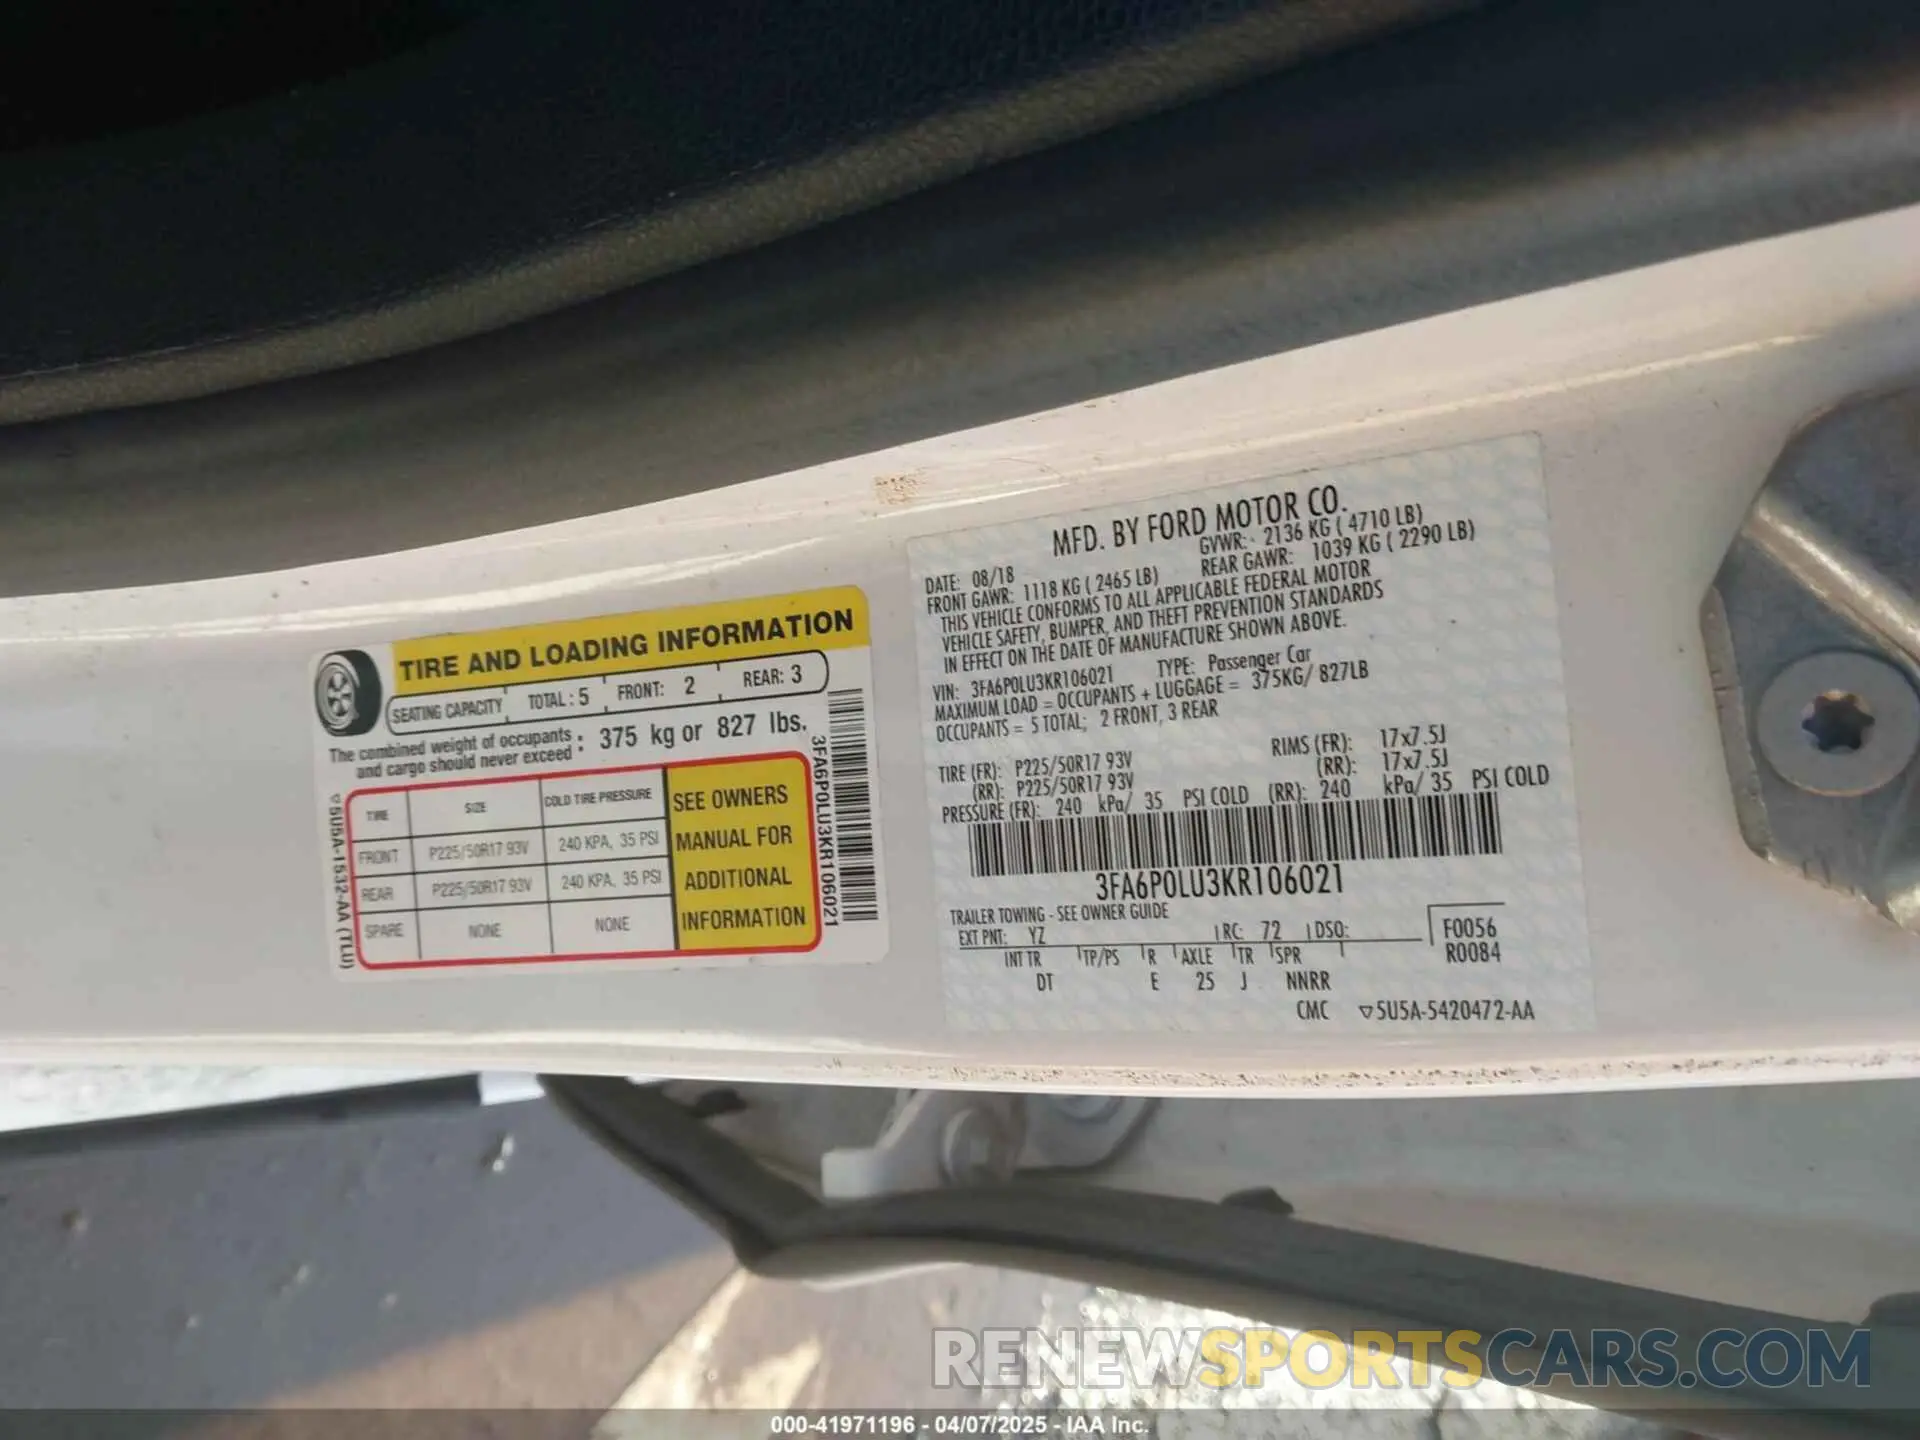 TIRE AND LOADING INFORMATION
SEATING CAPACITY TOTAL: 5 FRONT: 2 REAR: 3
The combined weight of occupants and cargo should never exceed : 375 kg or 827 lbs.
TIRE SIZE COLD TIRE PRESSURE
FRONT P225/50R17 93V 240 KPA, 35 PSI
REAR P225/50R17 93V 240 KPA, 35 PSI
SPARE NONE NONE
SEE OWNERS
MANUAL FOR
ADDITIONAL
INFORMATION
5U5A-1532-AA (TLU)
3FA6P0LU3KR106021
MFD. BY FORD MOTOR CO.
DATE: 08/18 GVWR: 2136 KG ( 4710 LB)
FRONT GAWR: 1118 KG ( 2465 LB) REAR GAWR: 1039 KG ( 2290 LB)
THIS VEHICLE CONFORMS TO ALL APPLICABLE FEDERAL MOTOR
VEHICLE SAFETY, BUMPER, AND THEFT PREVENTION STANDARDS
IN EFFECT ON THE DATE OF MANUFACTURE SHOWN ABOVE.
VIN: 3FA6P0LU3KR106021 TYPE: Passenger Car
MAXIMUM LOAD = OCCUPANTS + LUGGAGE = 375KG/ 827LB
OCCUPANTS = 5 TOTAL; 2 FRONT, 3 REAR
TIRE (FR): P225/50R17 93V RIMS (FR): 17x7.5J
(RR): P225/50R17 93V (RR): 17x7.5J
PRESSURE (FR): 240 kPa/ 35 PSI COLD (RR): 240 kPa/ 35 PSI COLD
3FA6P0LU3KR106021
TRAILER TOWING - SEE OWNER GUIDE
EXT PNT: YZ RC: 72 DSO: F0056
INT TR TP/PS R AXLE TR SPR R0084
DT E 25 J NNRR
CMC 5U5A-5420472-AA
RENEWSPORTSCARS.COM
000-41971196 - 04/07/2025 - IAA Inc.